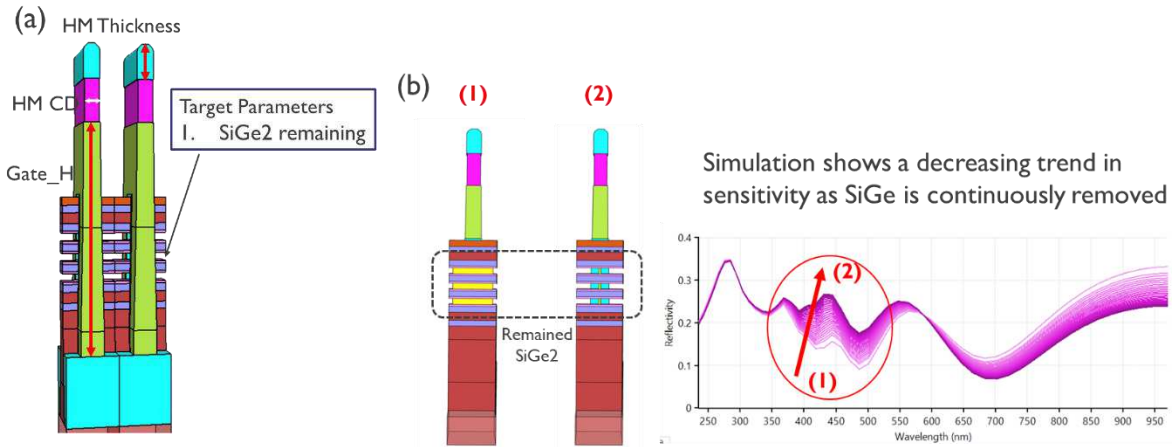 (a)
HM Thickness
HM CD
Gate_H
Target Parameters
1. SiGe2 remaining
(b)
(1)
(2)
Remained
SiGe2
Simulation shows a decreasing trend in
sensitivity as SiGe is continuously removed
0.4
0.3
0.2
0.1
0
Reflectivity
(2)
(1)
250 300 350 400 450 500 550 600 650 700 750 800 850 900 950
Wavelength (nm)